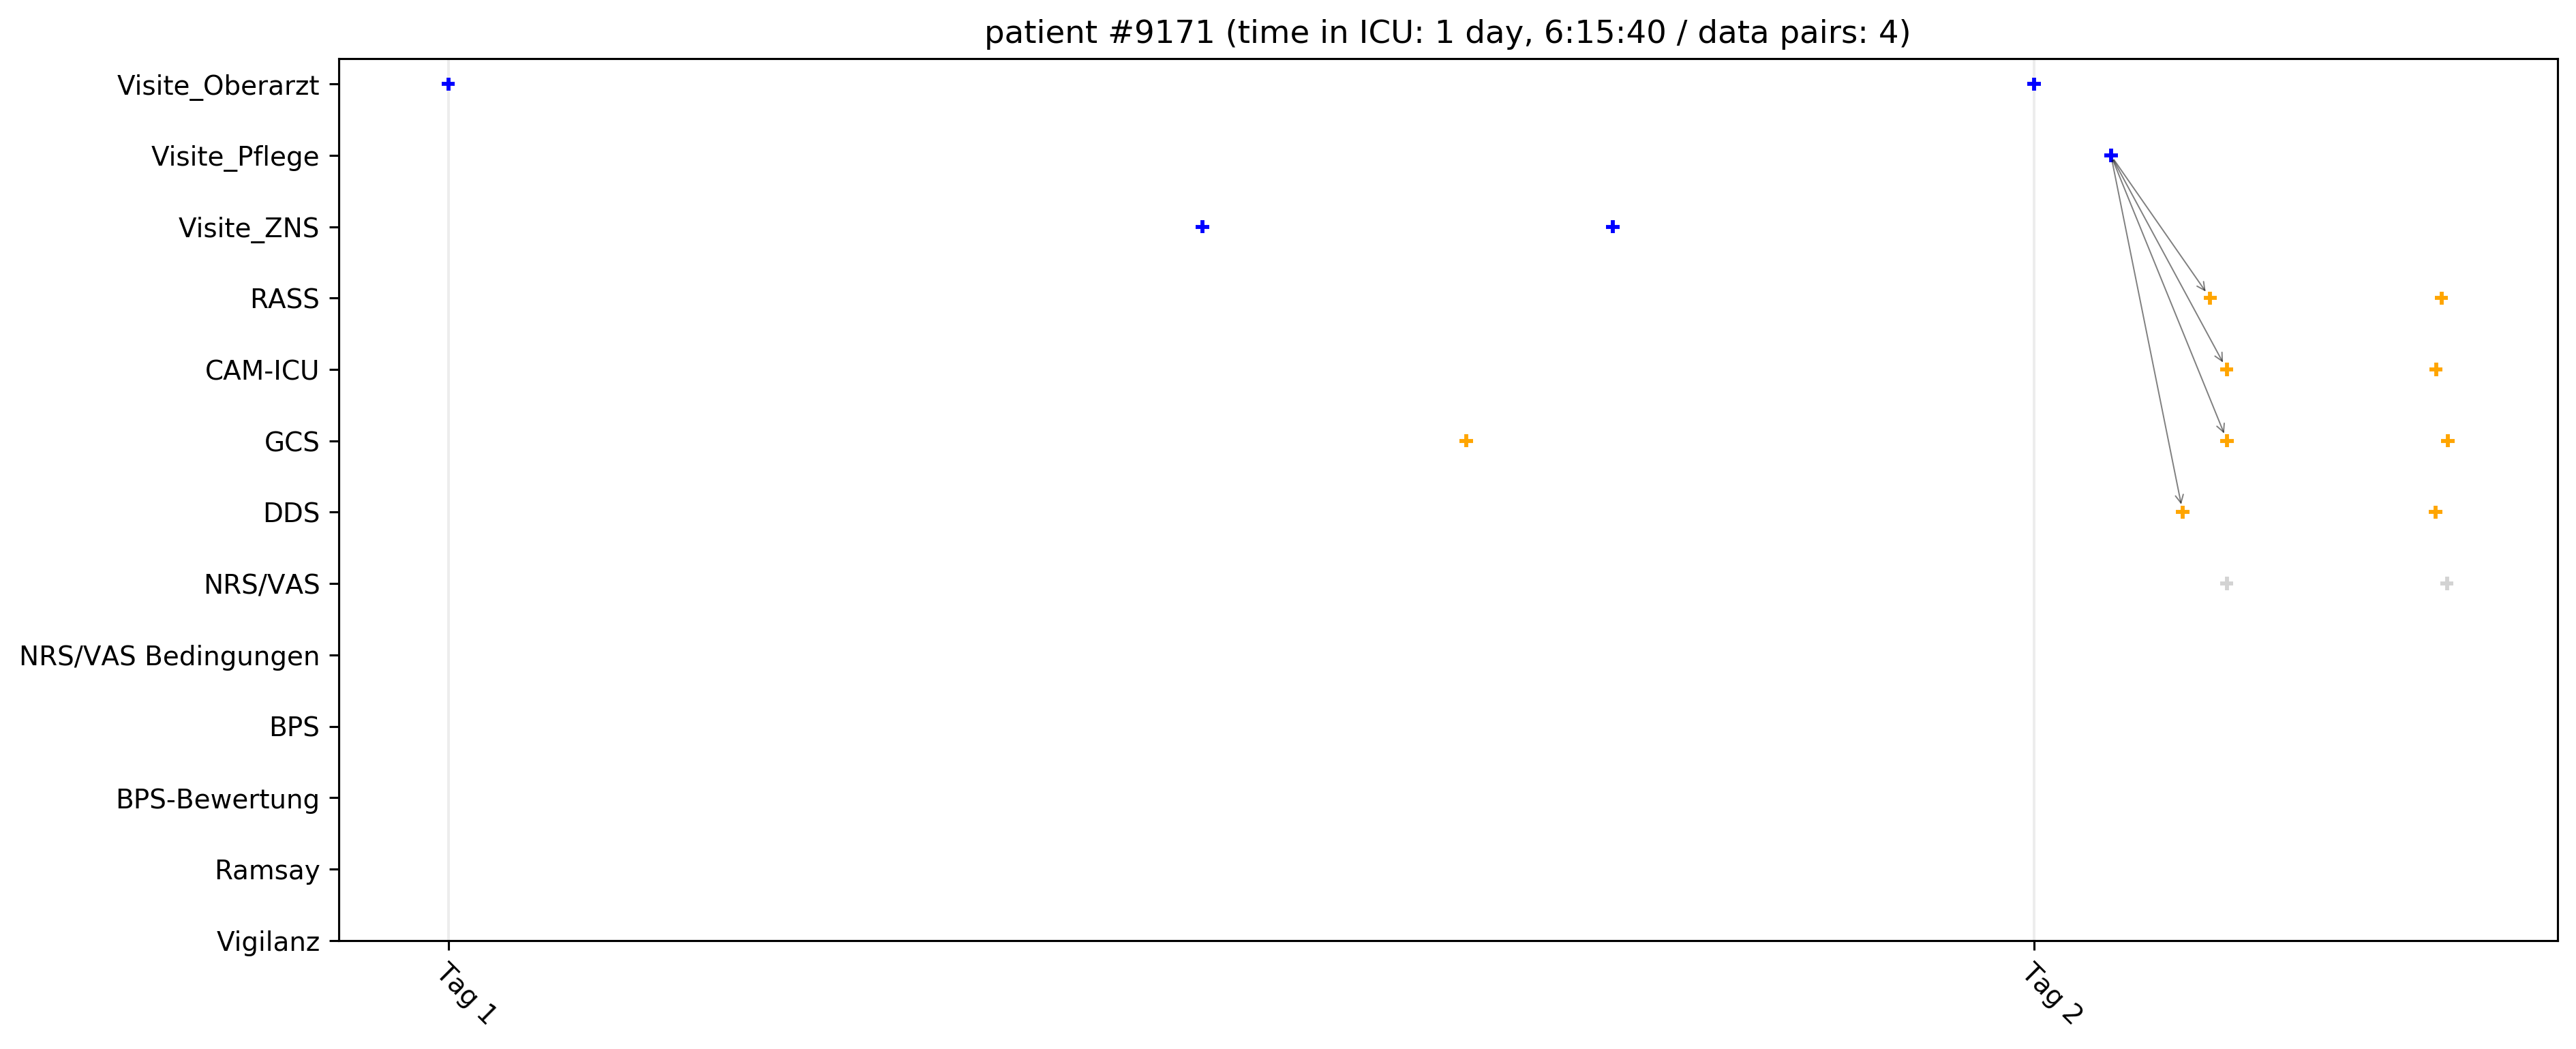 patient #9171 (time in ICU: 1 day, 6:15:40 / data pairs: 4)
Visite_Oberarzt
Visite_Pflege
Visite_ZNS
RASS
CAM-ICU
GCS
DDS
NRS/VAS
NRS/VAS Bedingungen
BPS
BPS-Bewertung
Ramsay
Vigilanz
Tag 1
Tag 2